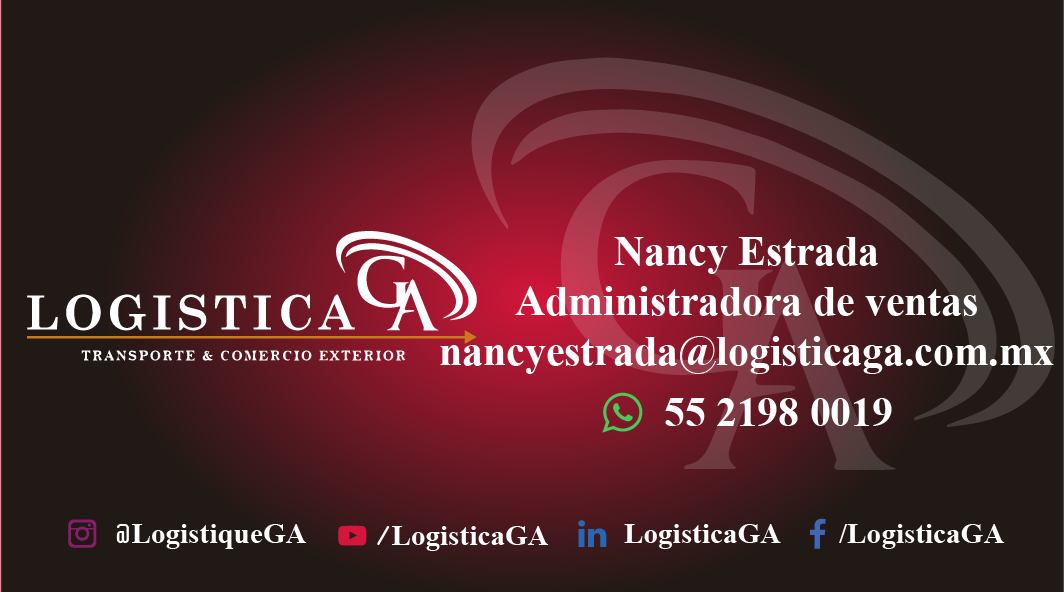 LOGISTICA GA
TRANSPORTE & COMERCIO EXTERIOR
Nancy Estrada
Administradora de ventas
nancyestrada@logisticaga.com.mx
55 2198 0019
@LogistiqueGA
/LogisticaGA
LogisticaGA
/LogisticaGA
GA